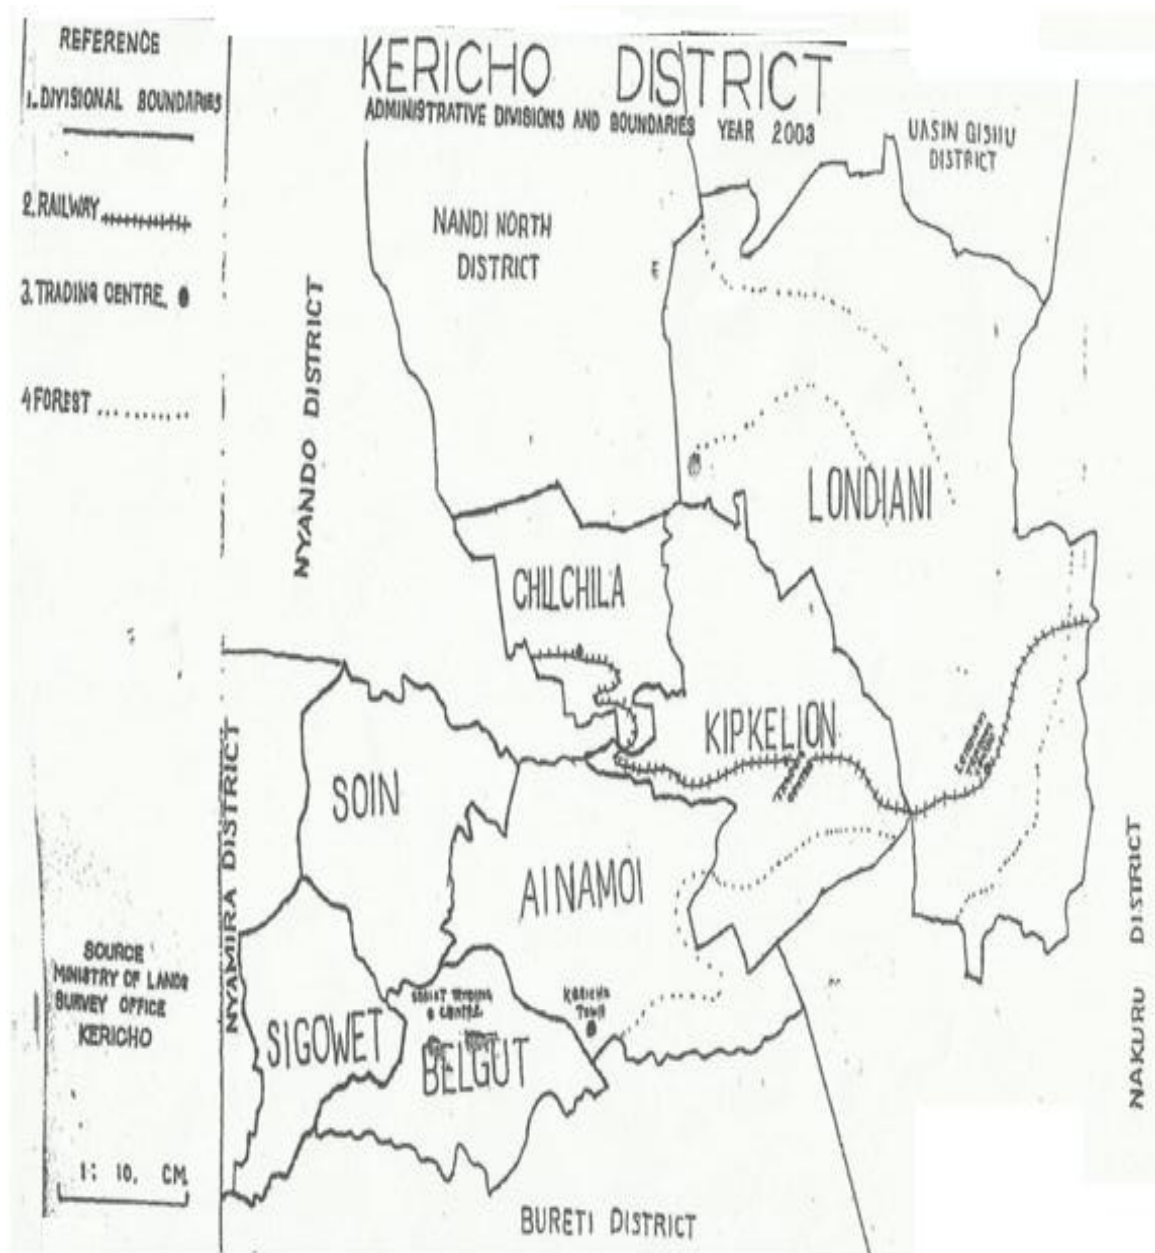 REFERENCE
1. DIVISIONAL BOUNDARIES
2. RAILWAY
3. TRADING CENTRE.
4 FOREST
KERICHO DISTRICT
ADMINISTRATIVE DIVISIONS AND BOUNDARIES YEAR 2003
UASIN GISHU
DISTRICT
NANDI NORTH
DISTRICT
NYANDO DISTRICT
LONDIANI
CHILCHILA
KIPKELION
SOIN
AINAMOI
NYAMIRA DISTRICT
SIGOWET
TRADING
CENTRE
BELGUT
KERICHO
TOWN
NAKURU DISTRICT
BURETI DISTRICT
SOURCE
MINISTRY OF LANDS
SURVEY OFFICE
KERICHO
1: 10. CM